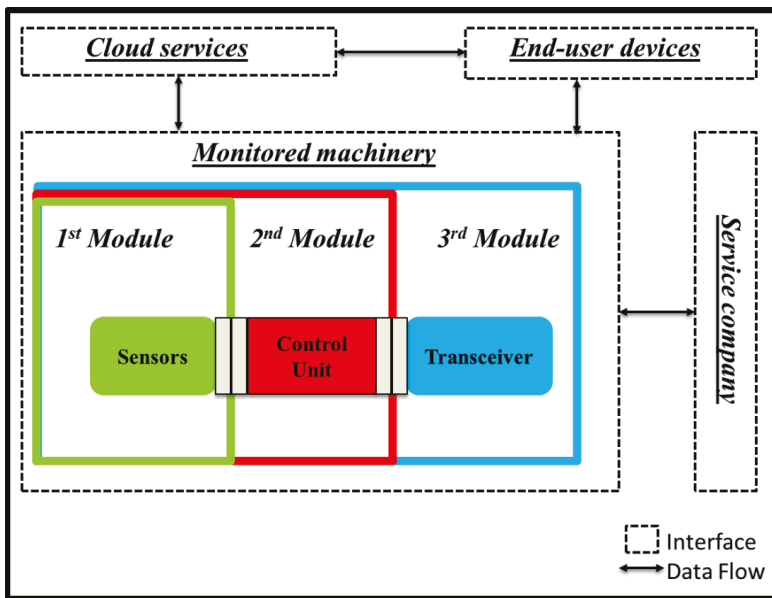 Cloud services
End-user devices
Monitored machinery
1st Module
2nd Module
3rd Module
Sensors
Control
Unit
Transceiver
Service company
Interface
Data Flow